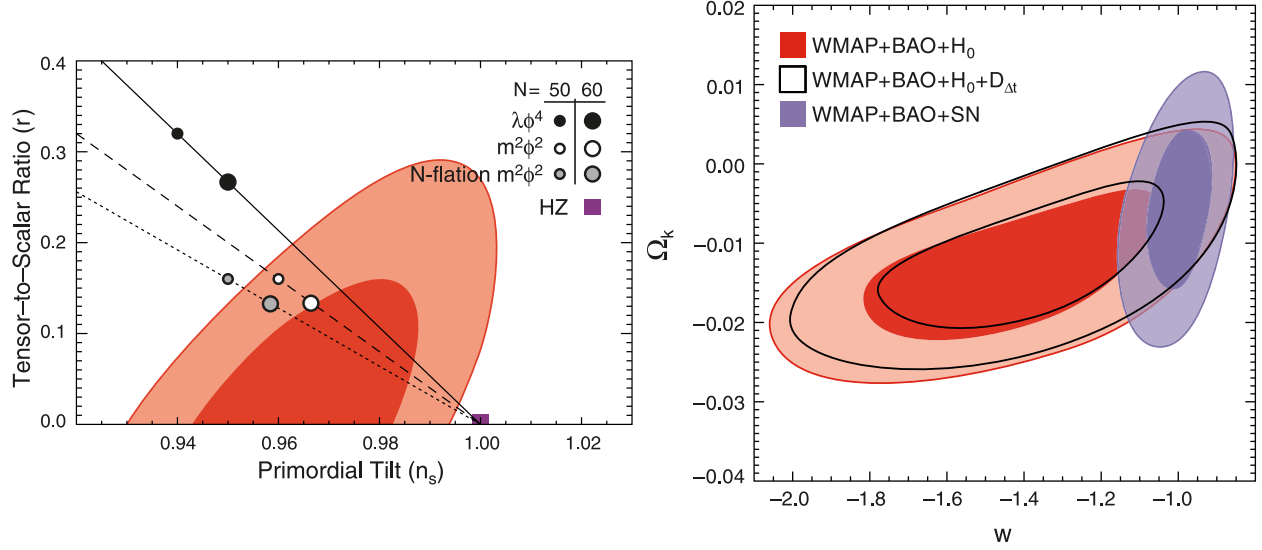 0.4
0.3
0.2
0.1
0.0
Tensor–to–Scalar Ratio (r)
N= 50 60
λϕ⁴
m²ϕ²
N-flation m²ϕ²
HZ
0.94 0.96 0.98 1.00 1.02
Primordial Tilt (nₛ)
0.02
0.01
0.00
−0.01
−0.02
−0.03
−0.04
Ωₖ
WMAP+BAO+H₀
WMAP+BAO+H₀+D_Δt
WMAP+BAO+SN
−2.0 −1.8 −1.6 −1.4 −1.2 −1.0
w